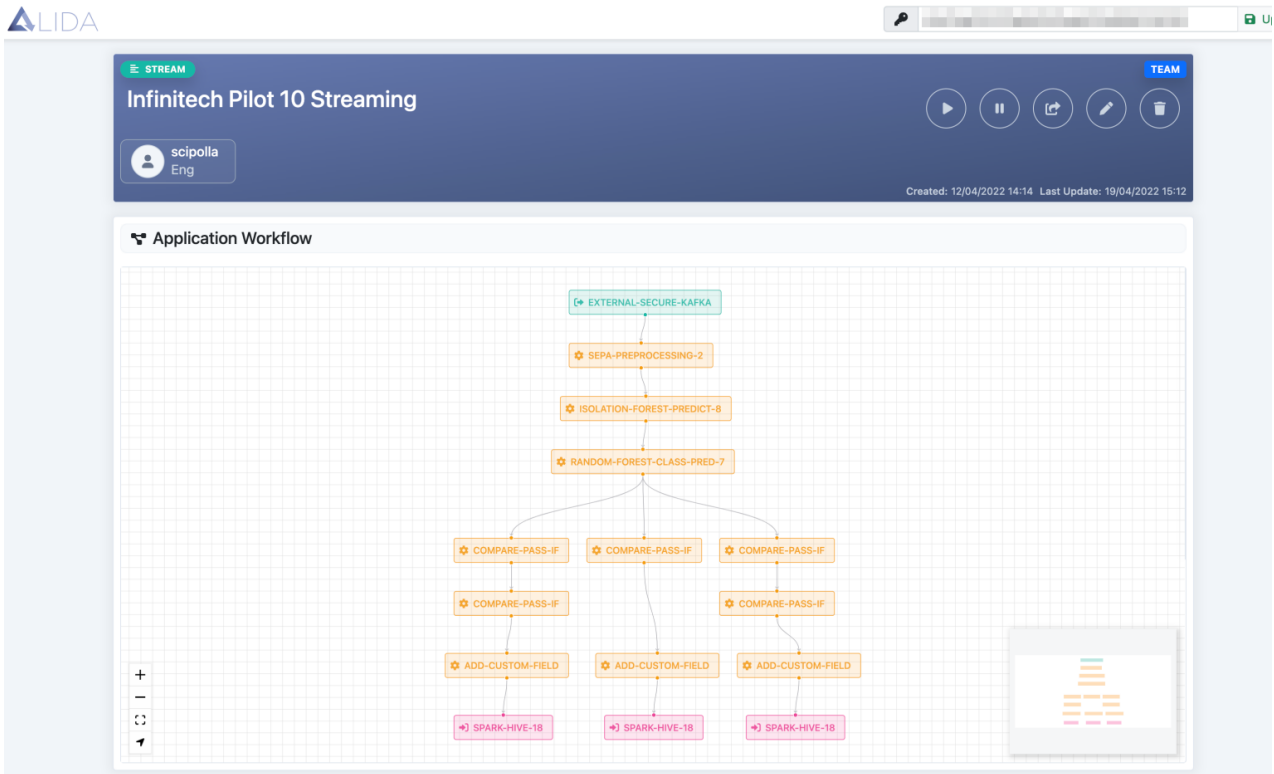 ALIDA
Up
STREAM
TEAM
Infinitech Pilot 10 Streaming
scipolla
Eng
Created: 12/04/2022 14:14 Last Update: 19/04/2022 15:12
Application Workflow
EXTERNAL-SECURE-KAFKA
SEPA-PREPROCESSING-2
ISOLATION-FOREST-PREDICT-8
RANDOM-FOREST-CLASS-PRED-7
COMPARE-PASS-IF COMPARE-PASS-IF COMPARE-PASS-IF
COMPARE-PASS-IF COMPARE-PASS-IF
ADD-CUSTOM-FIELD ADD-CUSTOM-FIELD ADD-CUSTOM-FIELD
SPARK-HIVE-18 SPARK-HIVE-18 SPARK-HIVE-18